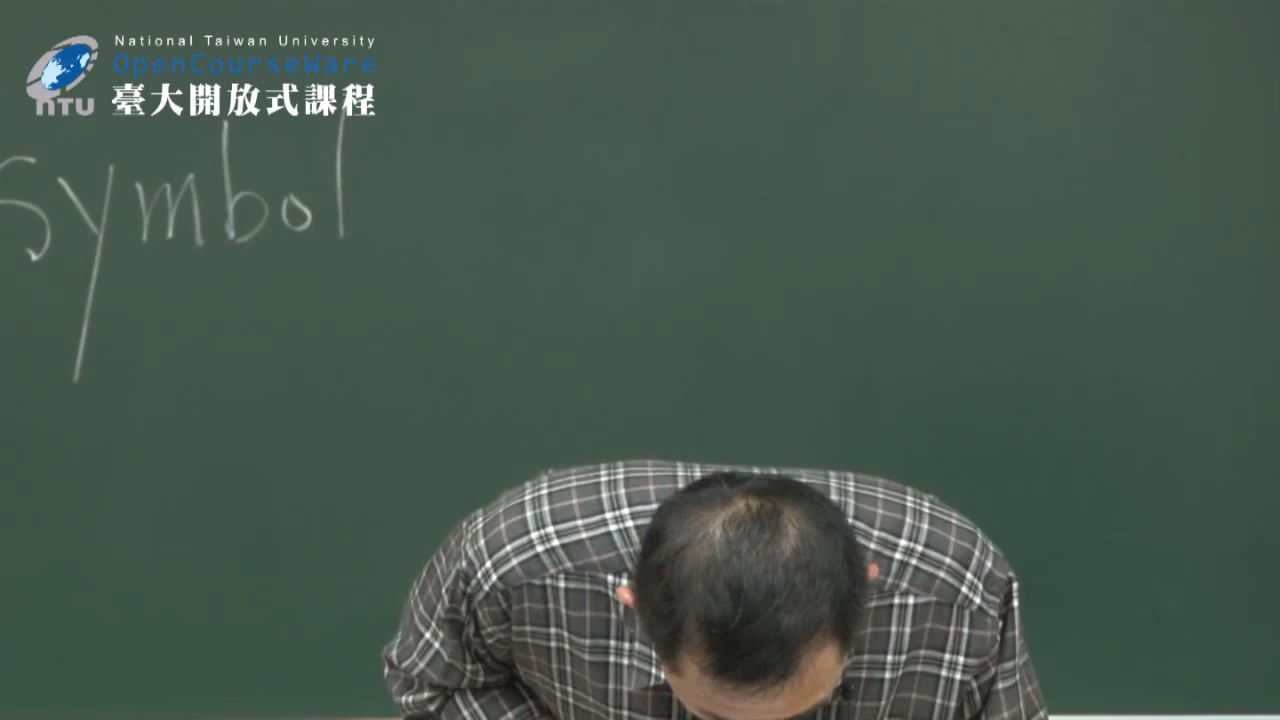 National Taiwan University
OpenCourseWare
NTU
臺大開放式課程
Symbol